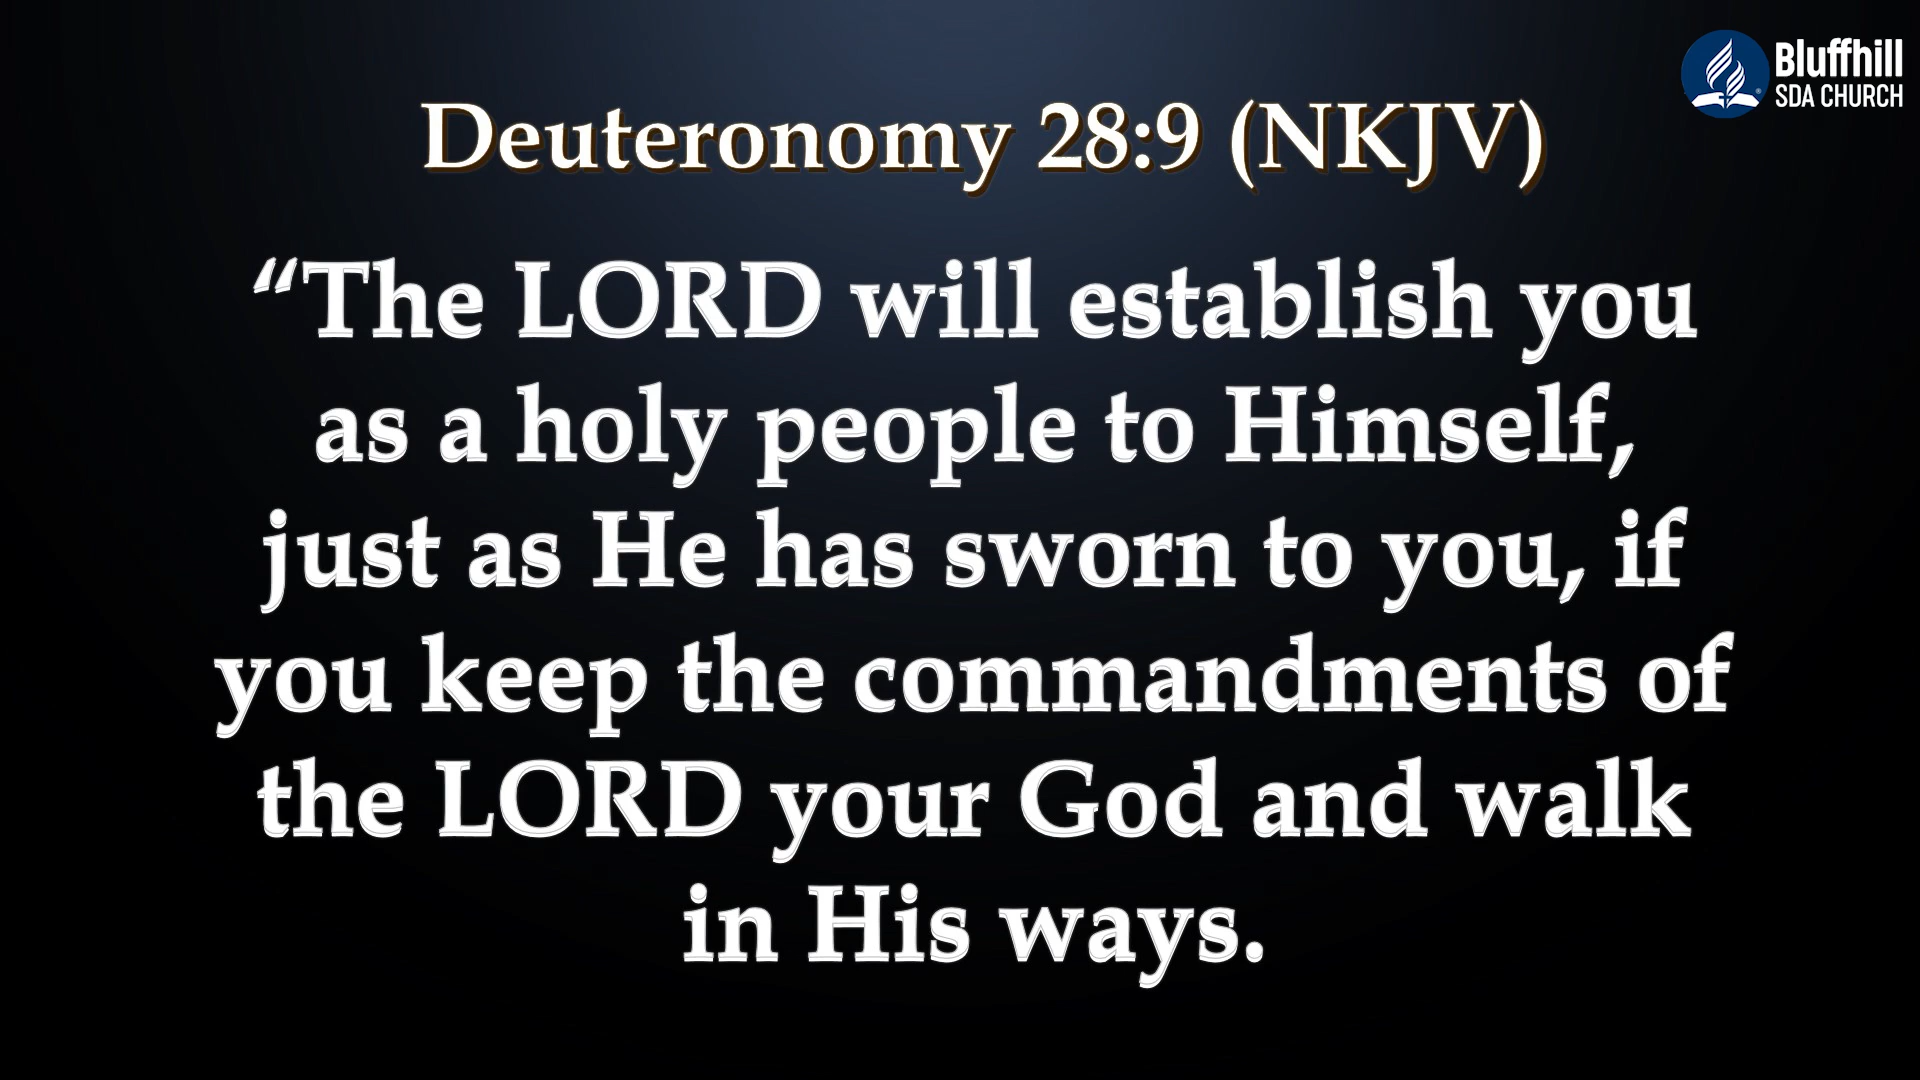 Bluffhill
SDA CHURCH
Deuteronomy 28:9 (NKJV)
“The LORD will establish you
as a holy people to Himself,
just as He has sworn to you, if
you keep the commandments of
the LORD your God and walk
in His ways.